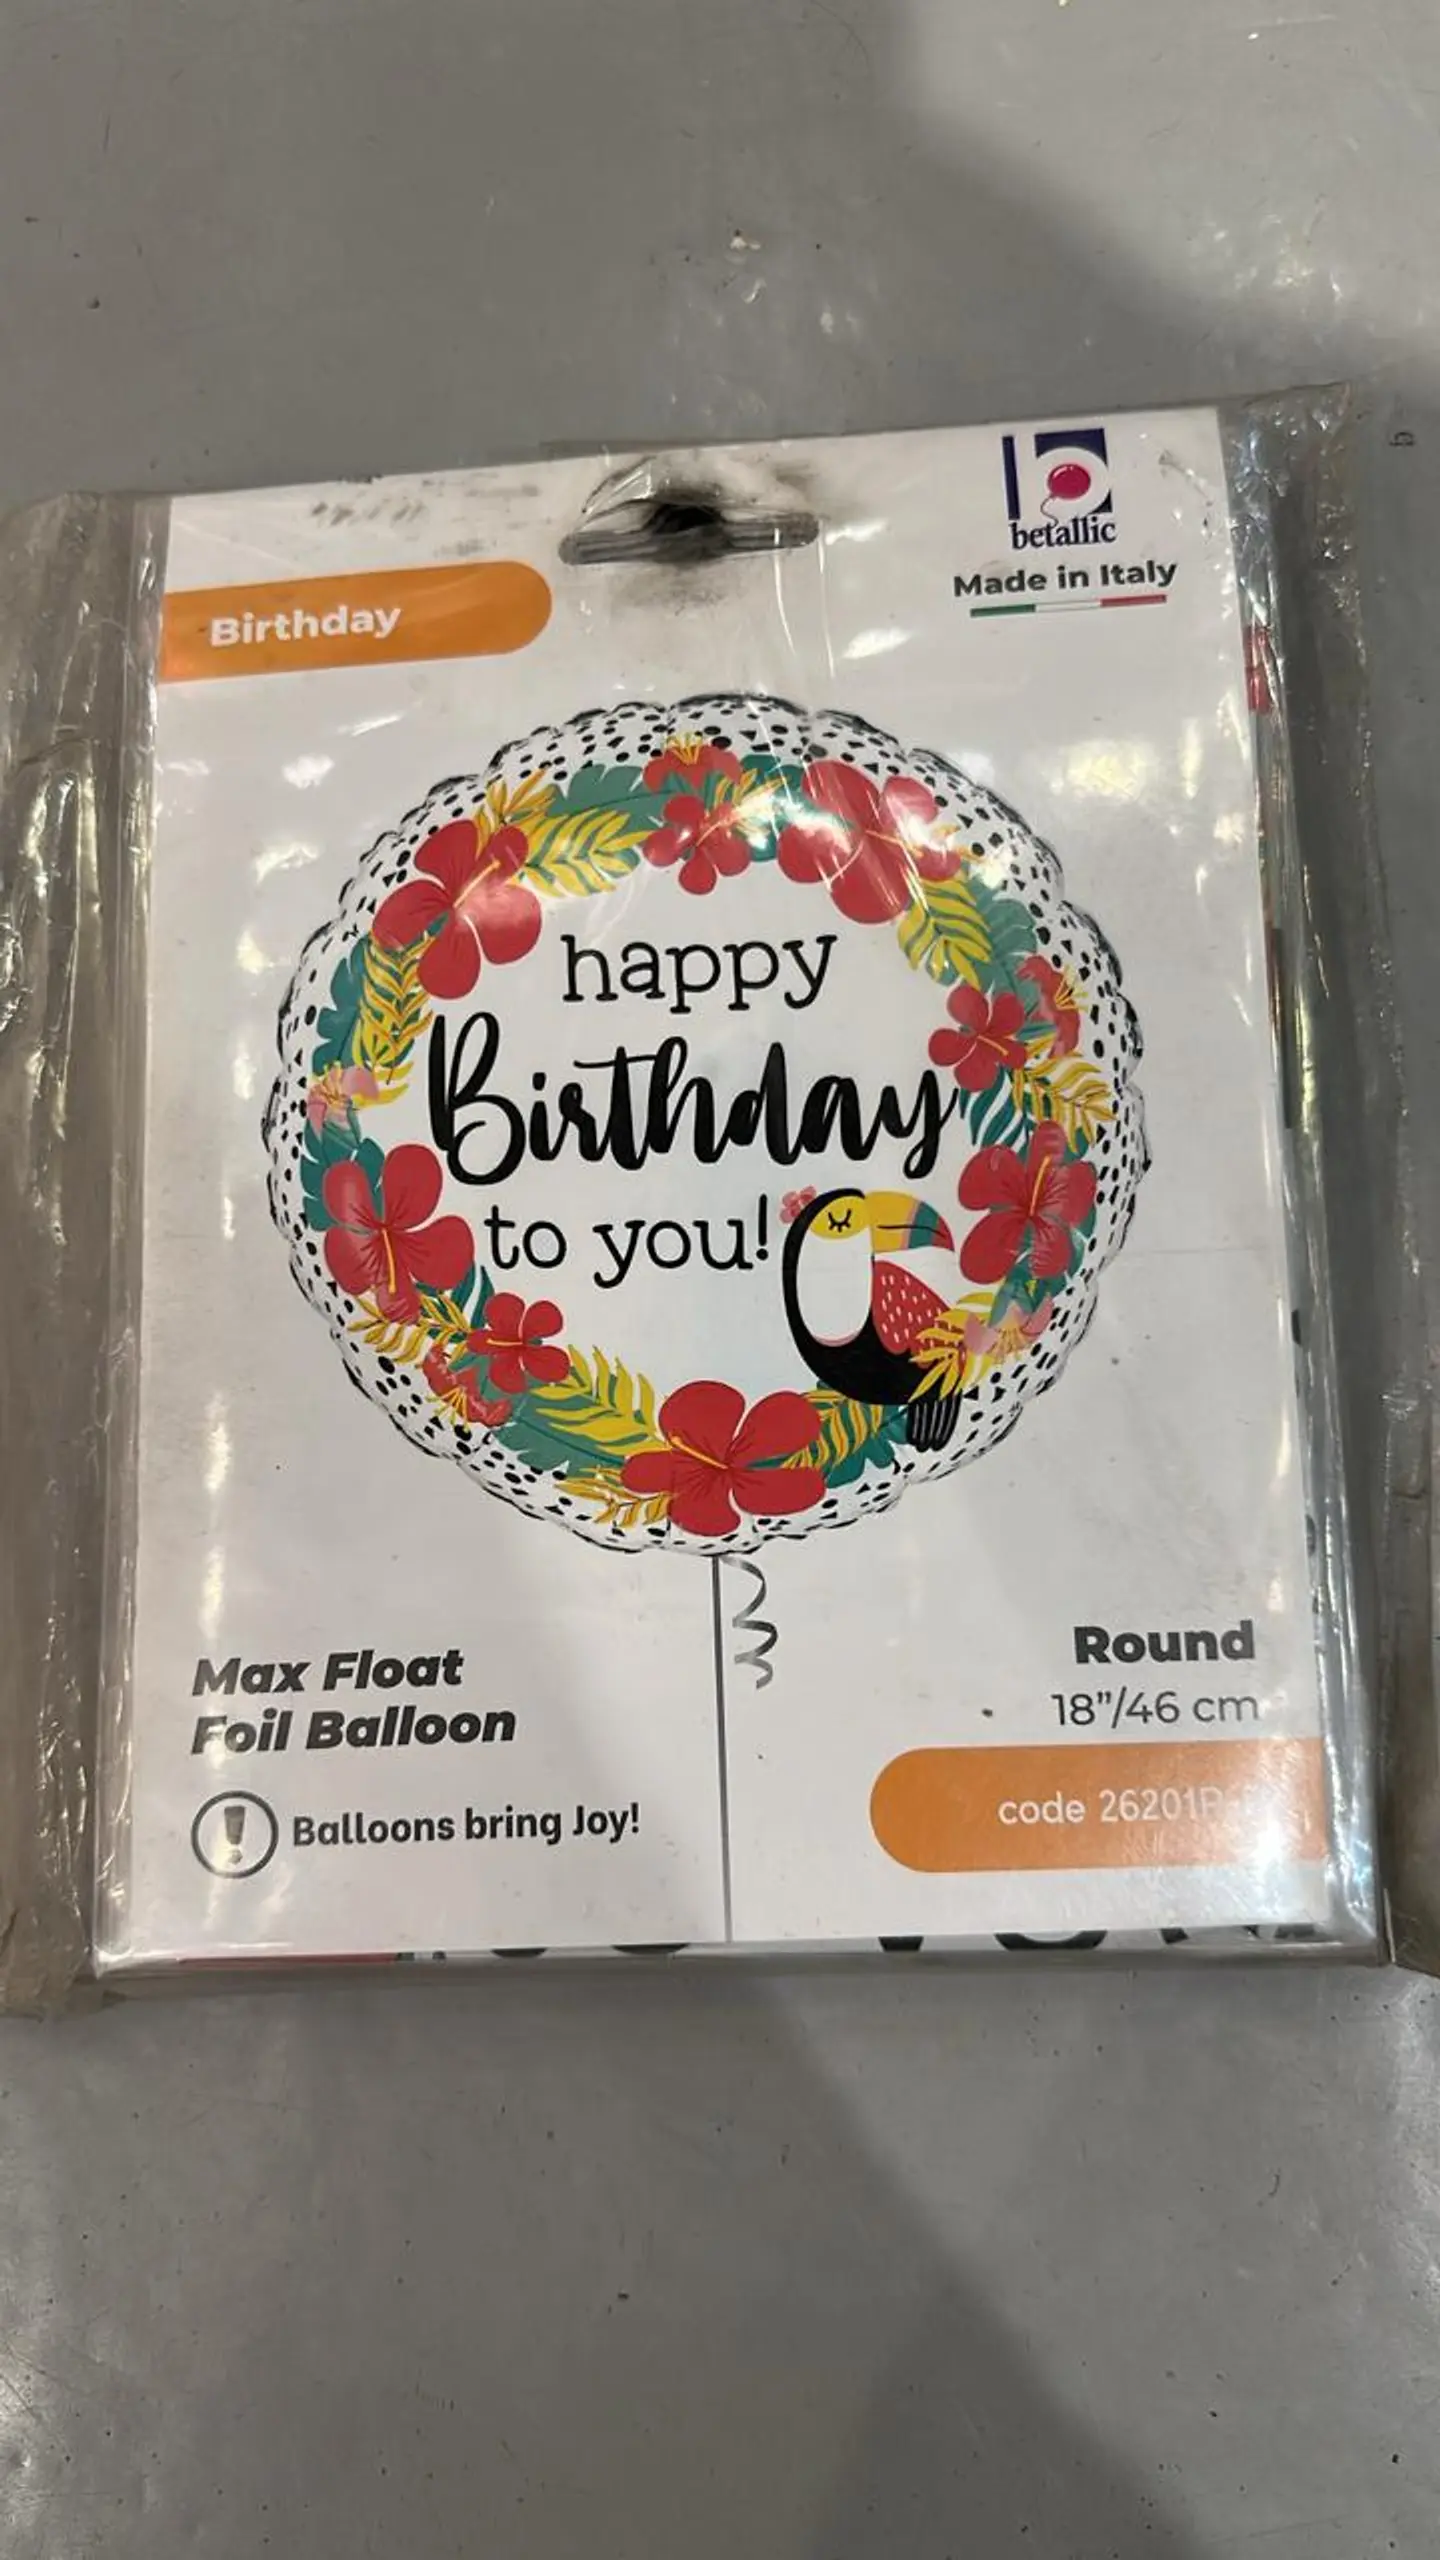 betallic
Made in Italy
Birthday
happy
Birthday
to you!
Max Float
Foil Balloon
Balloons bring Joy!
Round
18”/46 cm
code